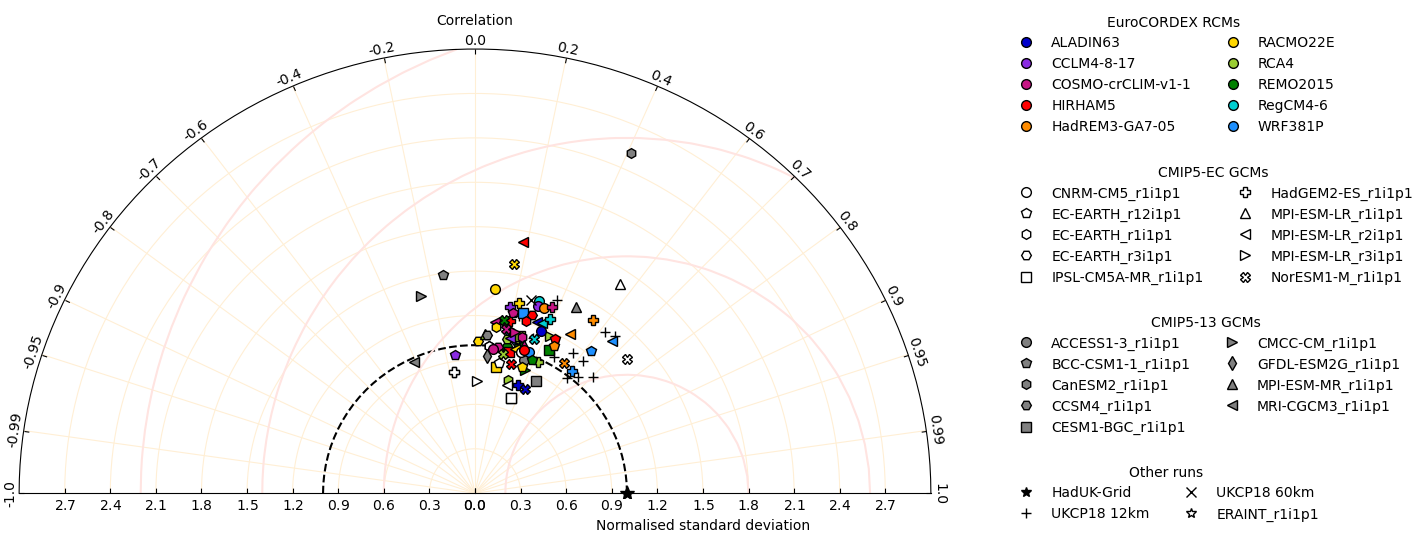 Correlation
-1.0
-0.99
-0.95
-0.9
-0.8
-0.7
-0.6
-0.4
-0.2
0.0
0.2
0.4
0.6
0.7
0.8
0.9
0.95
0.99
1.0
2.7 2.4 2.1 1.8 1.5 1.2 0.9 0.6 0.3 0.0 0.3 0.6 0.9 1.2 1.5 1.8 2.1 2.4 2.7
Normalised standard deviation
EuroCORDEX RCMs
ALADIN63 RACMO22E
CCLM4-8-17 RCA4
COSMO-crCLIM-v1-1 REMO2015
HIRHAM5 RegCM4-6
HadREM3-GA7-05 WRF381P
CMIP5-EC GCMs
CNRM-CM5_r1i1p1 HadGEM2-ES_r1i1p1
EC-EARTH_r12i1p1 MPI-ESM-LR_r1i1p1
EC-EARTH_r1i1p1 MPI-ESM-LR_r2i1p1
EC-EARTH_r3i1p1 MPI-ESM-LR_r3i1p1
IPSL-CM5A-MR_r1i1p1 NorESM1-M_r1i1p1
CMIP5-13 GCMs
ACCESS1-3_r1i1p1 CMCC-CM_r1i1p1
BCC-CSM1-1_r1i1p1 GFDL-ESM2G_r1i1p1
CanESM2_r1i1p1 MPI-ESM-MR_r1i1p1
CCSM4_r1i1p1 MRI-CGCM3_r1i1p1
CESM1-BGC_r1i1p1
Other runs
HadUK-Grid UKCP18 60km
UKCP18 12km ERAINT_r1i1p1